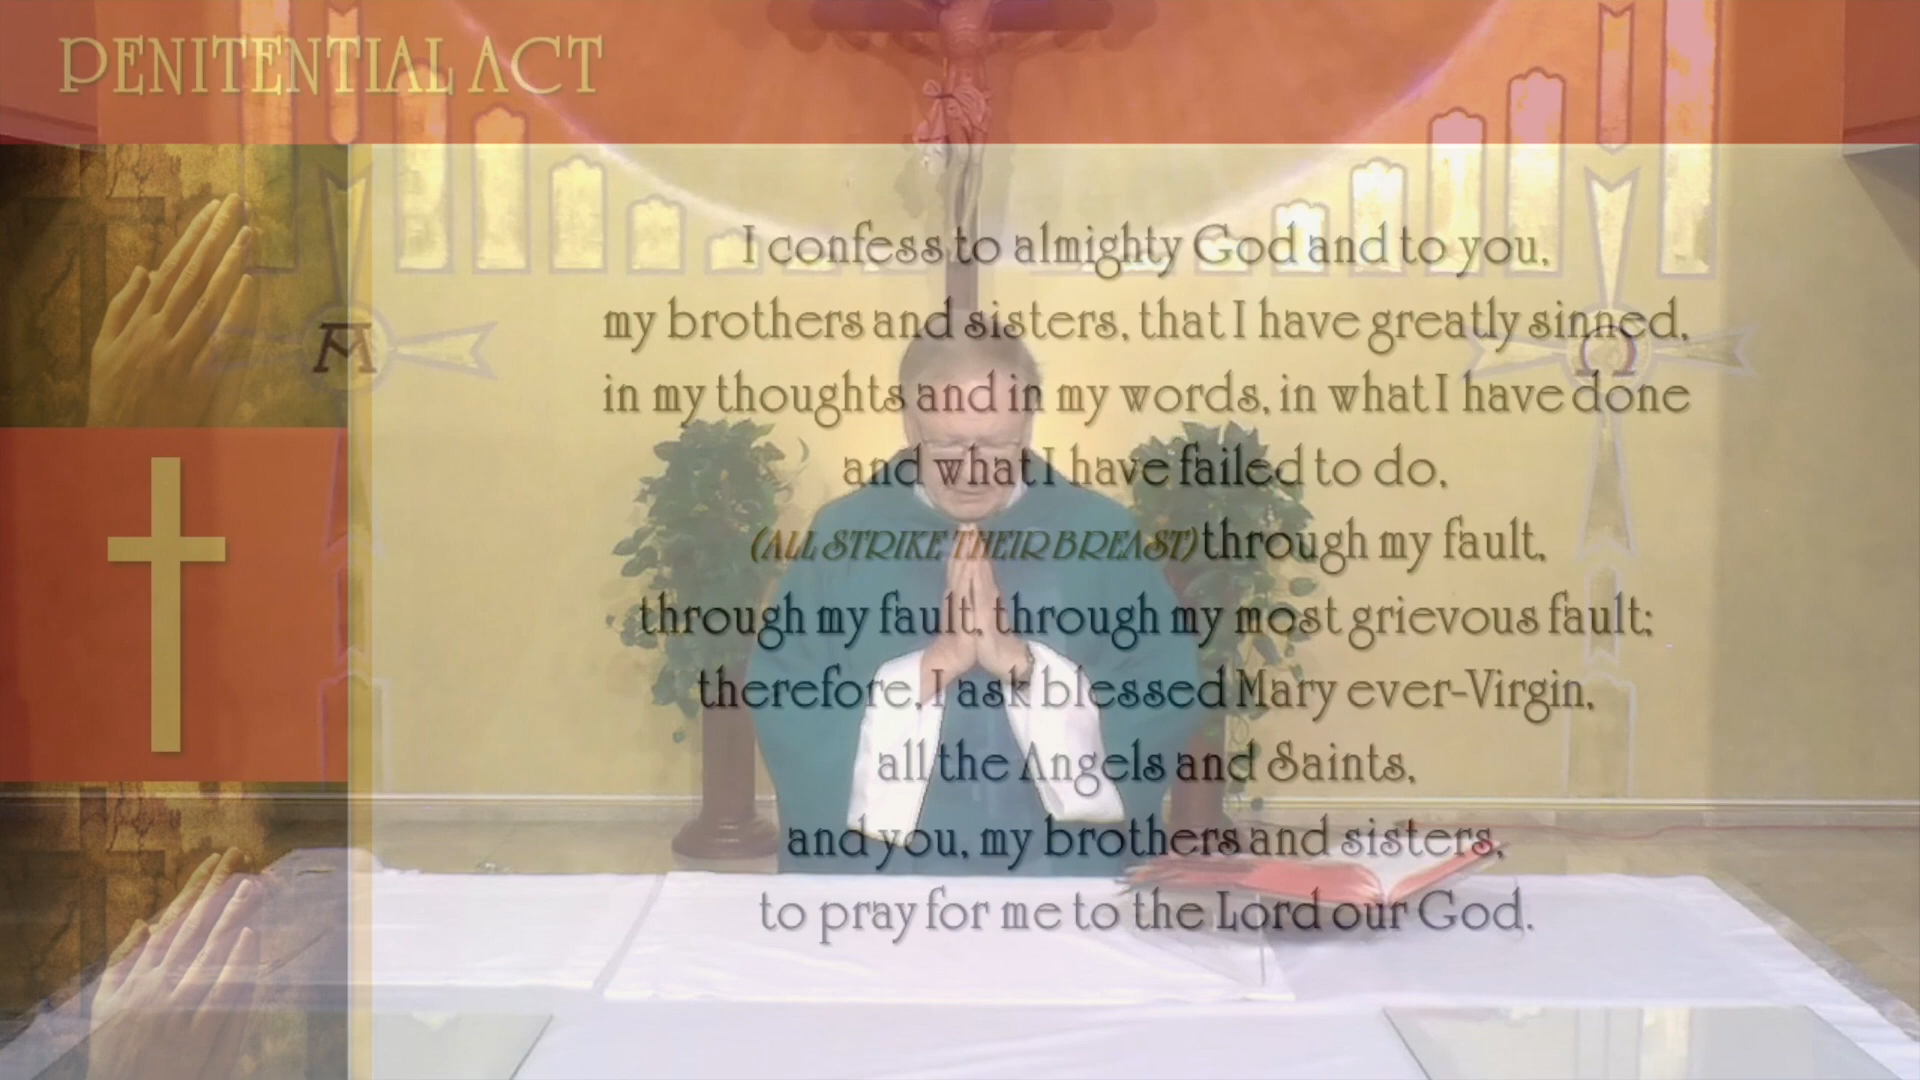 PENITENTIAL ACT
I confess to almighty God and to you,
my brothers and sisters, that I have greatly sinned,
in my thoughts and in my words, in what I have done
and what I have failed to do,
(ALL STRIKE THEIR BREAST) through my fault,
through my fault, through my most grievous fault;
therefore, I ask blessed Mary ever-Virgin,
all the Angels and Saints,
and you, my brothers and sisters,
to pray for me to the Lord our God.
Α
Ω